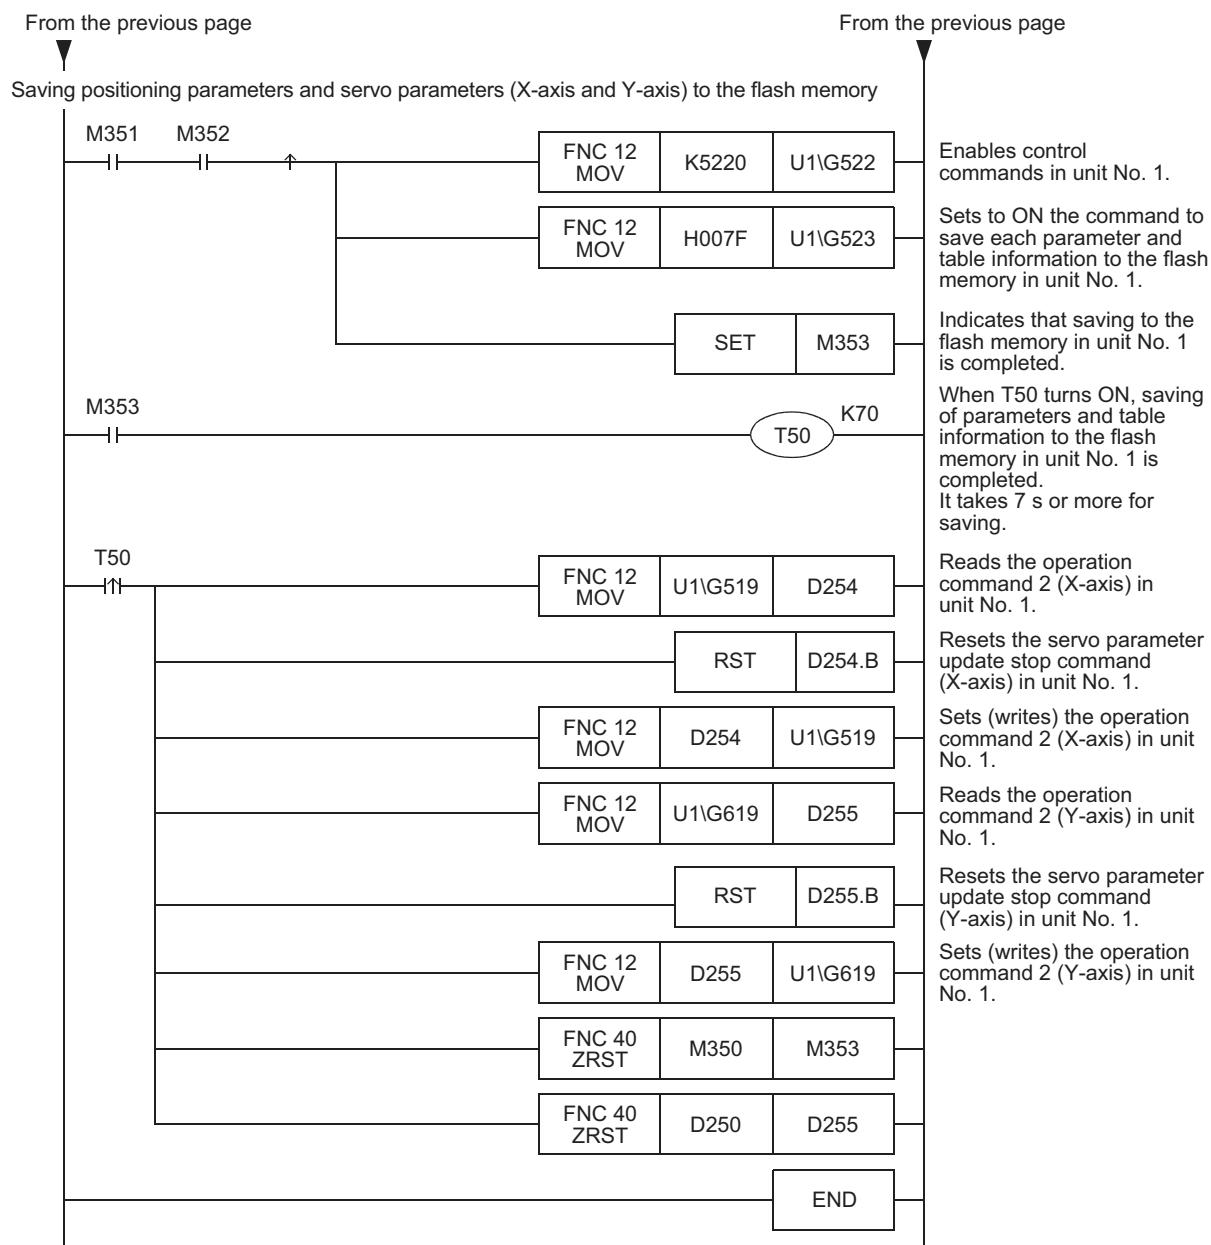 From the previous page
From the previous page
Saving positioning parameters and servo parameters (X-axis and Y-axis) to the flash memory
M351
M352
FNC 12
MOV
K5220
U1\G522
Enables control
commands in unit No. 1.
FNC 12
MOV
H007F
U1\G523
Sets to ON the command to
save each parameter and
table information to the flash
memory in unit No. 1.
SET
M353
Indicates that saving to the
flash memory in unit No. 1
is completed.
M353
T50
K70
When T50 turns ON, saving
of parameters and table
information to the flash
memory in unit No. 1 is
completed.
It takes 7 s or more for
saving.
T50
FNC 12
MOV
U1\G519
D254
Reads the operation
command 2 (X-axis) in
unit No. 1.
RST
D254.B
Resets the servo parameter
update stop command
(X-axis) in unit No. 1.
FNC 12
MOV
D254
U1\G519
Sets (writes) the operation
command 2 (X-axis) in unit
No. 1.
FNC 12
MOV
U1\G619
D255
Reads the operation
command 2 (Y-axis) in unit
No. 1.
RST
D255.B
Resets the servo parameter
update stop command
(Y-axis) in unit No. 1.
FNC 12
MOV
D255
U1\G619
Sets (writes) the operation
command 2 (Y-axis) in unit
No. 1.
FNC 40
ZRST
M350
M353
FNC 40
ZRST
D250
D255
END